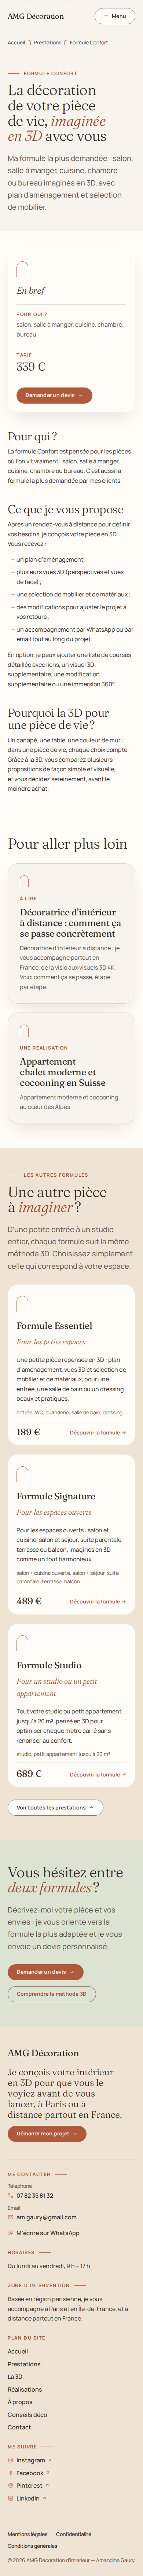 AMG Décoration
Menu
Accueil Prestations Formule Confort
FORMULE CONFORT
La décoration
de votre pièce
de vie, imaginée
en 3D avec vous
Ma formule la plus demandée : salon,
salle à manger, cuisine, chambre
ou bureau imaginés en 3D, avec
plan d'aménagement et sélection
de mobilier.
En bref
POUR QUI ?
salon, salle à manger, cuisine, chambre,
bureau
TARIF
339 €
Demander un devis →
Pour qui ?
La formule Confort est pensée pour les pièces
où l'on vit vraiment : salon, salle à manger,
cuisine, chambre ou bureau. C'est aussi la
formule la plus demandée par mes clients.
Ce que je vous propose
Après un rendez-vous à distance pour définir
vos besoins, je conçois votre pièce en 3D.
Vous recevez :
— un plan d'aménagement ;
— plusieurs vues 3D (perspectives et vues
de face) ;
— une sélection de mobilier et de matériaux ;
— des modifications pour ajuster le projet à
vos retours ;
— un accompagnement par WhatsApp ou par
email tout au long du projet.
En option, je peux ajouter une liste de courses
détaillée avec liens, un visuel 3D
supplémentaire, une modification
supplémentaire ou une immersion 360°.
Pourquoi la 3D pour
une pièce de vie ?
Un canapé, une table, une couleur de mur :
dans une pièce de vie, chaque choix compte.
Grâce à la 3D, vous comparez plusieurs
propositions de façon simple et visuelle,
et vous décidez sereinement, avant le
moindre achat.
Pour aller plus loin
À LIRE
Décoratrice d'intérieur
à distance : comment ça
se passe concrètement
Décoratrice d'intérieur à distance : je
vous accompagne partout en
France, de la visio aux visuels 3D 4K.
Voici comment ça se passe, étape
par étape.
UNE RÉALISATION
Appartement
chalet moderne et
cocooning en Suisse
Appartement moderne et cocooning
au cœur des Alpes
LES AUTRES FORMULES
Une autre pièce
à imaginer ?
D'une petite entrée à un studio
entier, chaque formule suit la même
méthode 3D. Choisissez simplement
celle qui correspond à votre espace.
Formule Essentiel
Pour les petits espaces
Une petite pièce repensée en 3D : plan
d'aménagement, vues 3D et sélection de
mobilier et de matériaux, pour une
entrée, une salle de bain ou un dressing
beaux et pratiques.
entrée, WC, buanderie, salle de bain, dressing
189 €
Découvrir la formule →
Formule Signature
Pour les espaces ouverts
Pour les espaces ouverts : salon et
cuisine, salon et séjour, suite parentale,
terrasse ou balcon, imaginés en 3D
comme un tout harmonieux.
salon + cuisine ouverte, salon + séjour, suite
parentale, terrasse, balcon
489 €
Découvrir la formule →
Formule Studio
Pour un studio ou un petit
appartement
Tout votre studio ou petit appartement,
jusqu'à 26 m², pensé en 3D pour
optimiser chaque mètre carré sans
renoncer au confort.
studio, petit appartement jusqu'à 26 m²
689 €
Découvrir la formule →
Voir toutes les prestations →
Vous hésitez entre
deux formules ?
Décrivez-moi votre pièce et vos
envies : je vous oriente vers la
formule la plus adaptée et je vous
envoie un devis personnalisé.
Demander un devis →
Comprendre la méthode 3D
AMG Décoration
Je conçois votre intérieur
en 3D pour que vous le
voyiez avant de vous
lancer, à Paris ou à
distance partout en France.
Démarrer mon projet →
ME CONTACTER
Téléphone
07 82 35 81 32
Email
am.gaury@gmail.com
M'écrire sur WhatsApp
HORAIRES
Du lundi au vendredi, 9 h – 17 h
ZONE D'INTERVENTION
Basée en région parisienne, je vous
accompagne à Paris et en Île-de-France, et à
distance partout en France.
PLAN DU SITE
Accueil
Prestations
La 3D
Réalisations
À propos
Conseils déco
Contact
ME SUIVRE
Instagram ↗
Facebook ↗
Pinterest ↗
LinkedIn ↗
Mentions légales Confidentialité
Conditions générales
© 2026 AMG Décoration d'Intérieur — Amandine Gaury